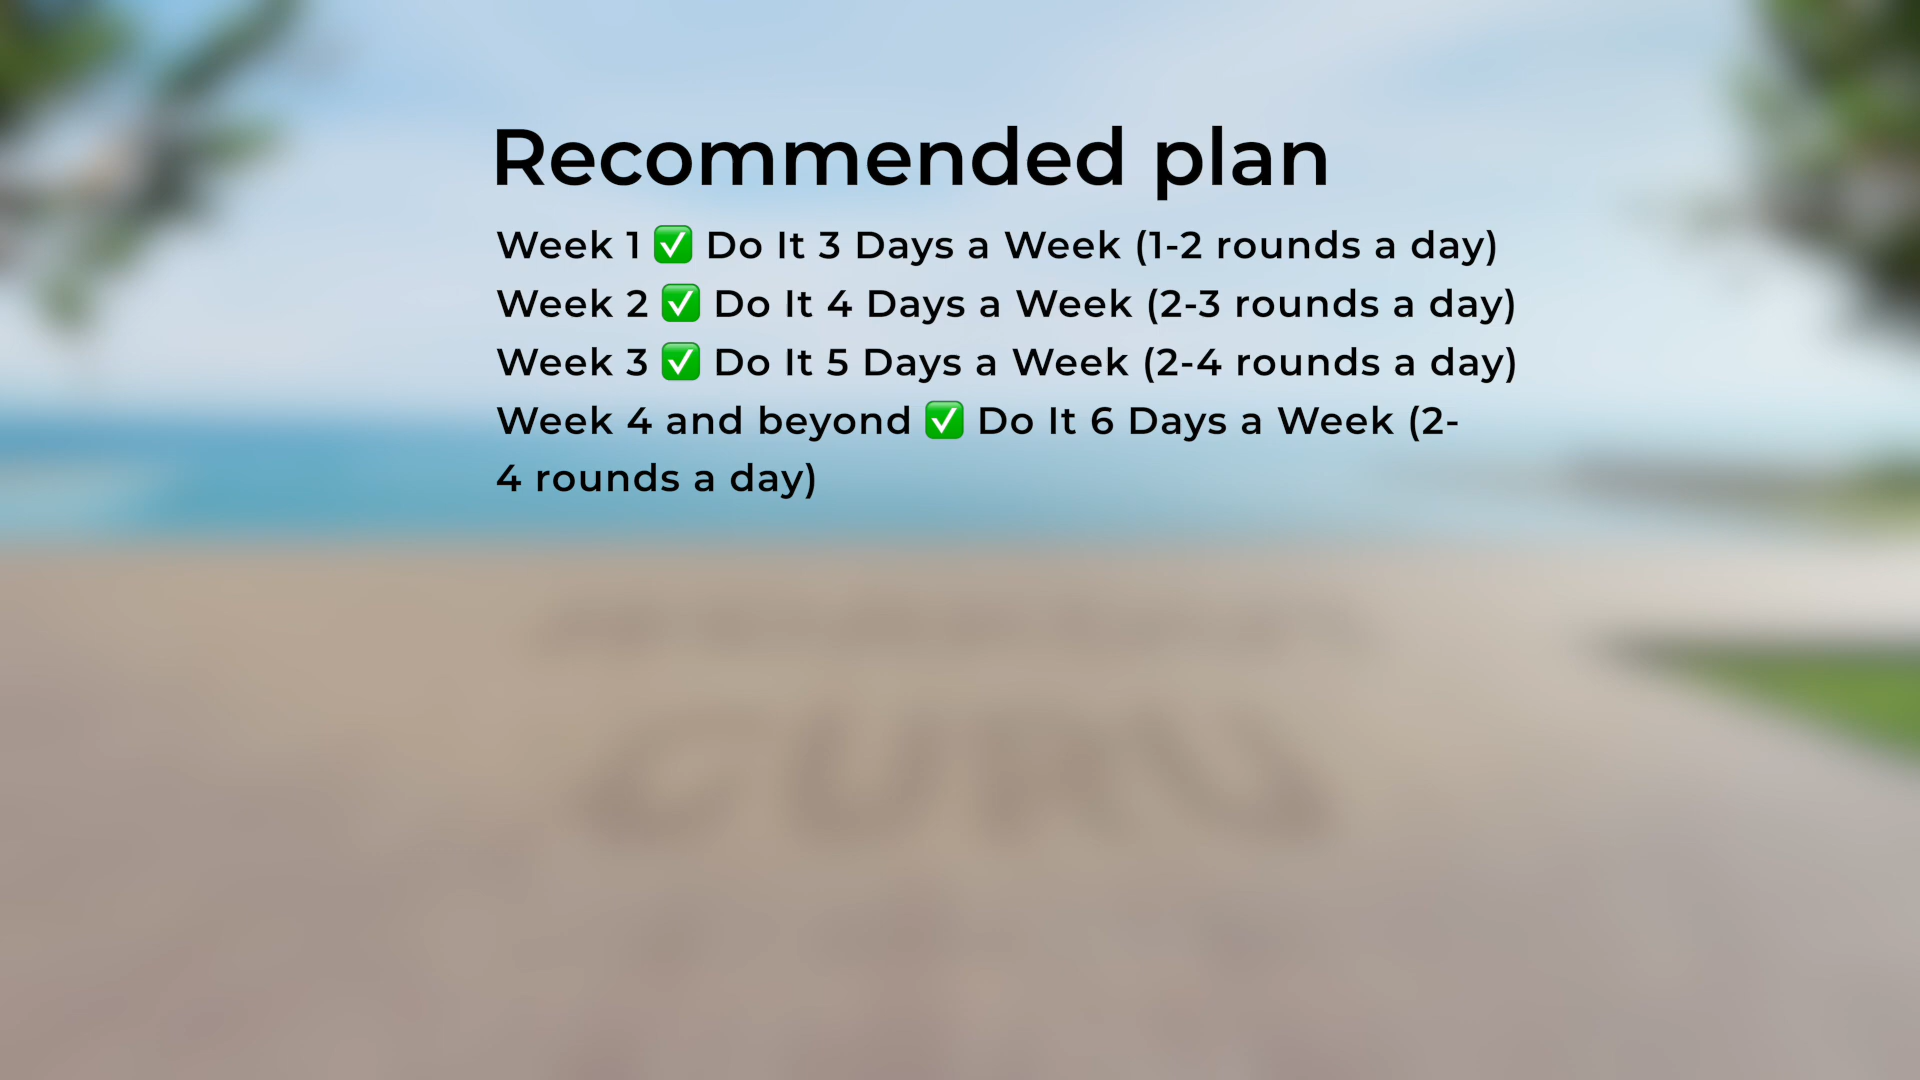 Recommended plan
Week 1 ✅ Do It 3 Days a Week (1-2 rounds a day)
Week 2 ✅ Do It 4 Days a Week (2-3 rounds a day)
Week 3 ✅ Do It 5 Days a Week (2-4 rounds a day)
Week 4 and beyond ✅ Do It 6 Days a Week (2-
4 rounds a day)
GURU